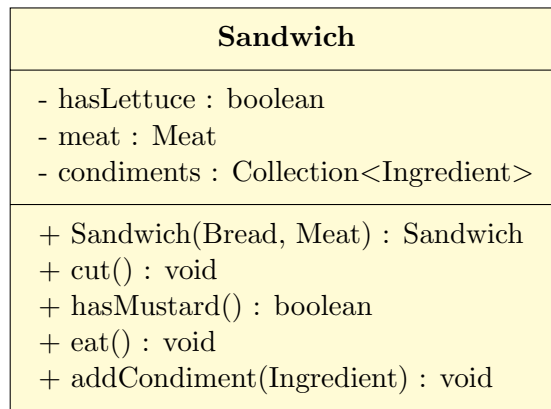 Sandwich
- hasLettuce : boolean
- meat : Meat
- condiments : Collection<Ingredient>
+ Sandwich(Bread, Meat) : Sandwich
+ cut() : void
+ hasMustard() : boolean
+ eat() : void
+ addCondiment(Ingredient) : void